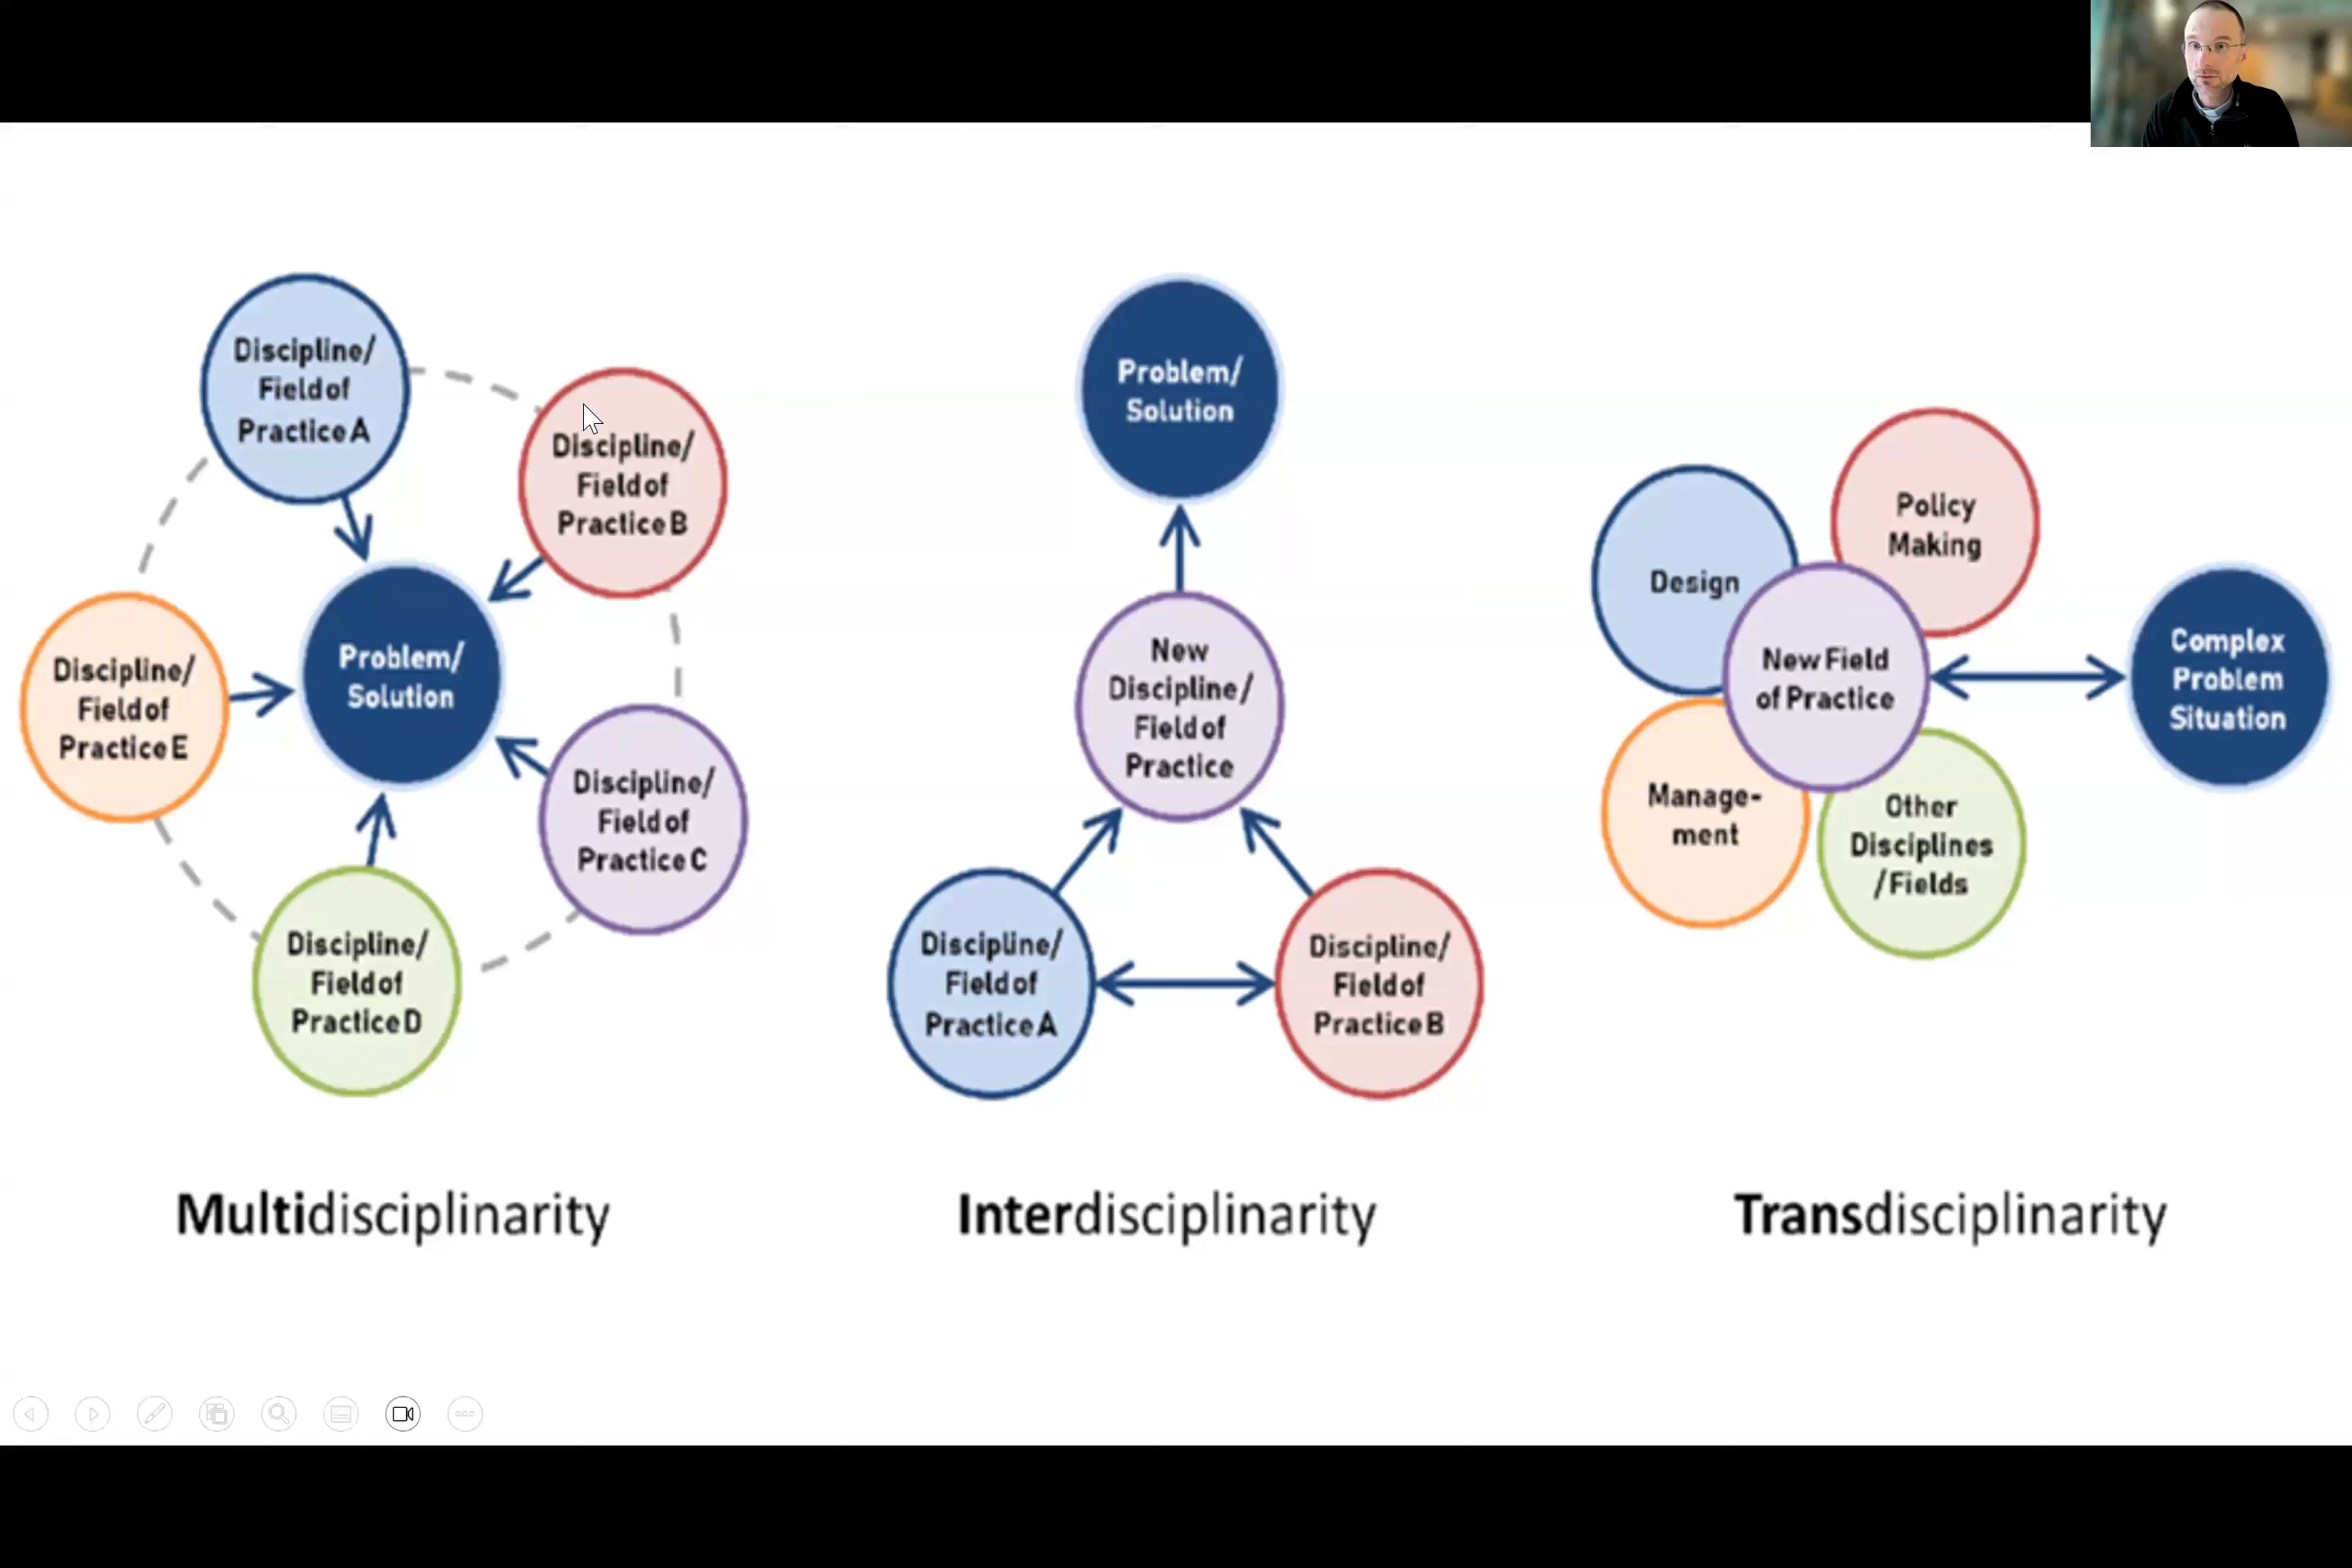 Discipline/
Field of
Practice A
Discipline/
Field of
Practice B
Problem/
Solution
Discipline/
Field of
Practice E
Discipline/
Field of
Practice C
Discipline/
Field of
Practice D
Multidisciplinarity
Problem/
Solution
New
Discipline/
Field of
Practice
Discipline/
Field of
Practice A
Discipline/
Field of
Practice B
Interdisciplinarity
Policy
Making
Design
New Field
of Practice
Complex
Problem
Situation
Manage-
ment
Other
Disciplines
/Fields
Transdisciplinarity